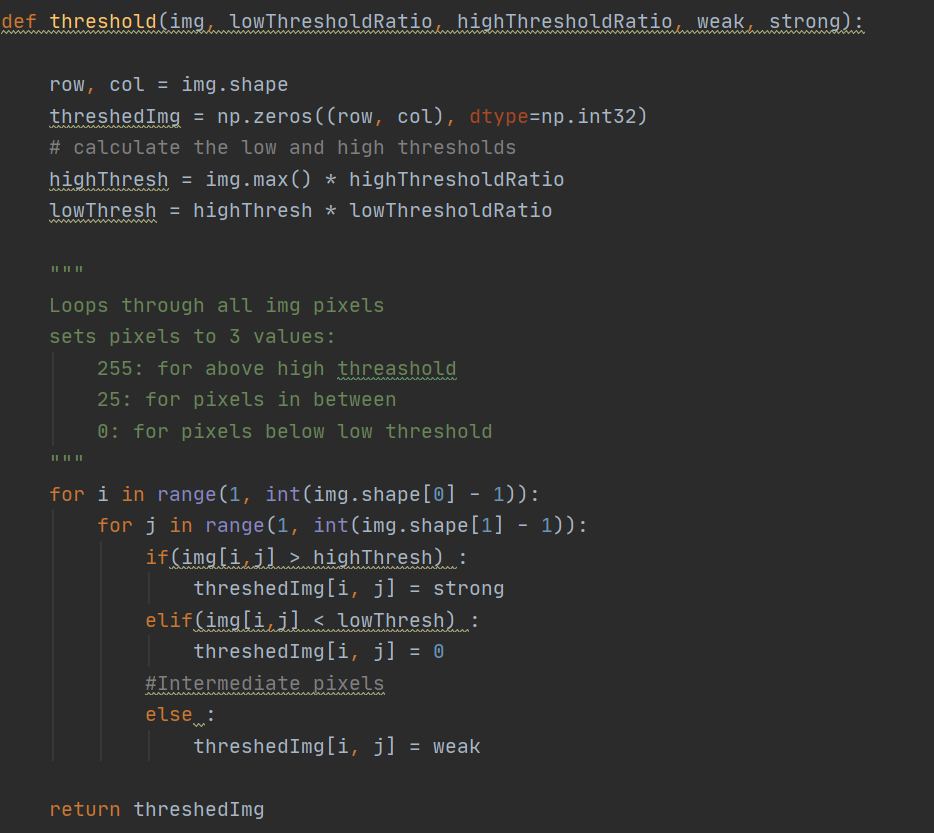 def threshold(img, lowThresholdRatio, highThresholdRatio, weak, strong):
    row, col = img.shape
    threshedImg = np.zeros((row, col), dtype=np.int32)
    # calculate the low and high thresholds
    highThresh = img.max() * highThresholdRatio
    lowThresh = highThresh * lowThresholdRatio
    """
    Loops through all img pixels
    sets pixels to 3 values:
        255: for above high threashold
        25: for pixels in between
        0: for pixels below low threshold
    """
    for i in range(1, int(img.shape[0] - 1)):
        for j in range(1, int(img.shape[1] - 1)):
            if(img[i,j] > highThresh) :
                threshedImg[i, j] = strong
            elif(img[i,j] < lowThresh) :
                threshedImg[i, j] = 0
            #Intermediate pixels
            else :
                threshedImg[i, j] = weak
    return threshedImg